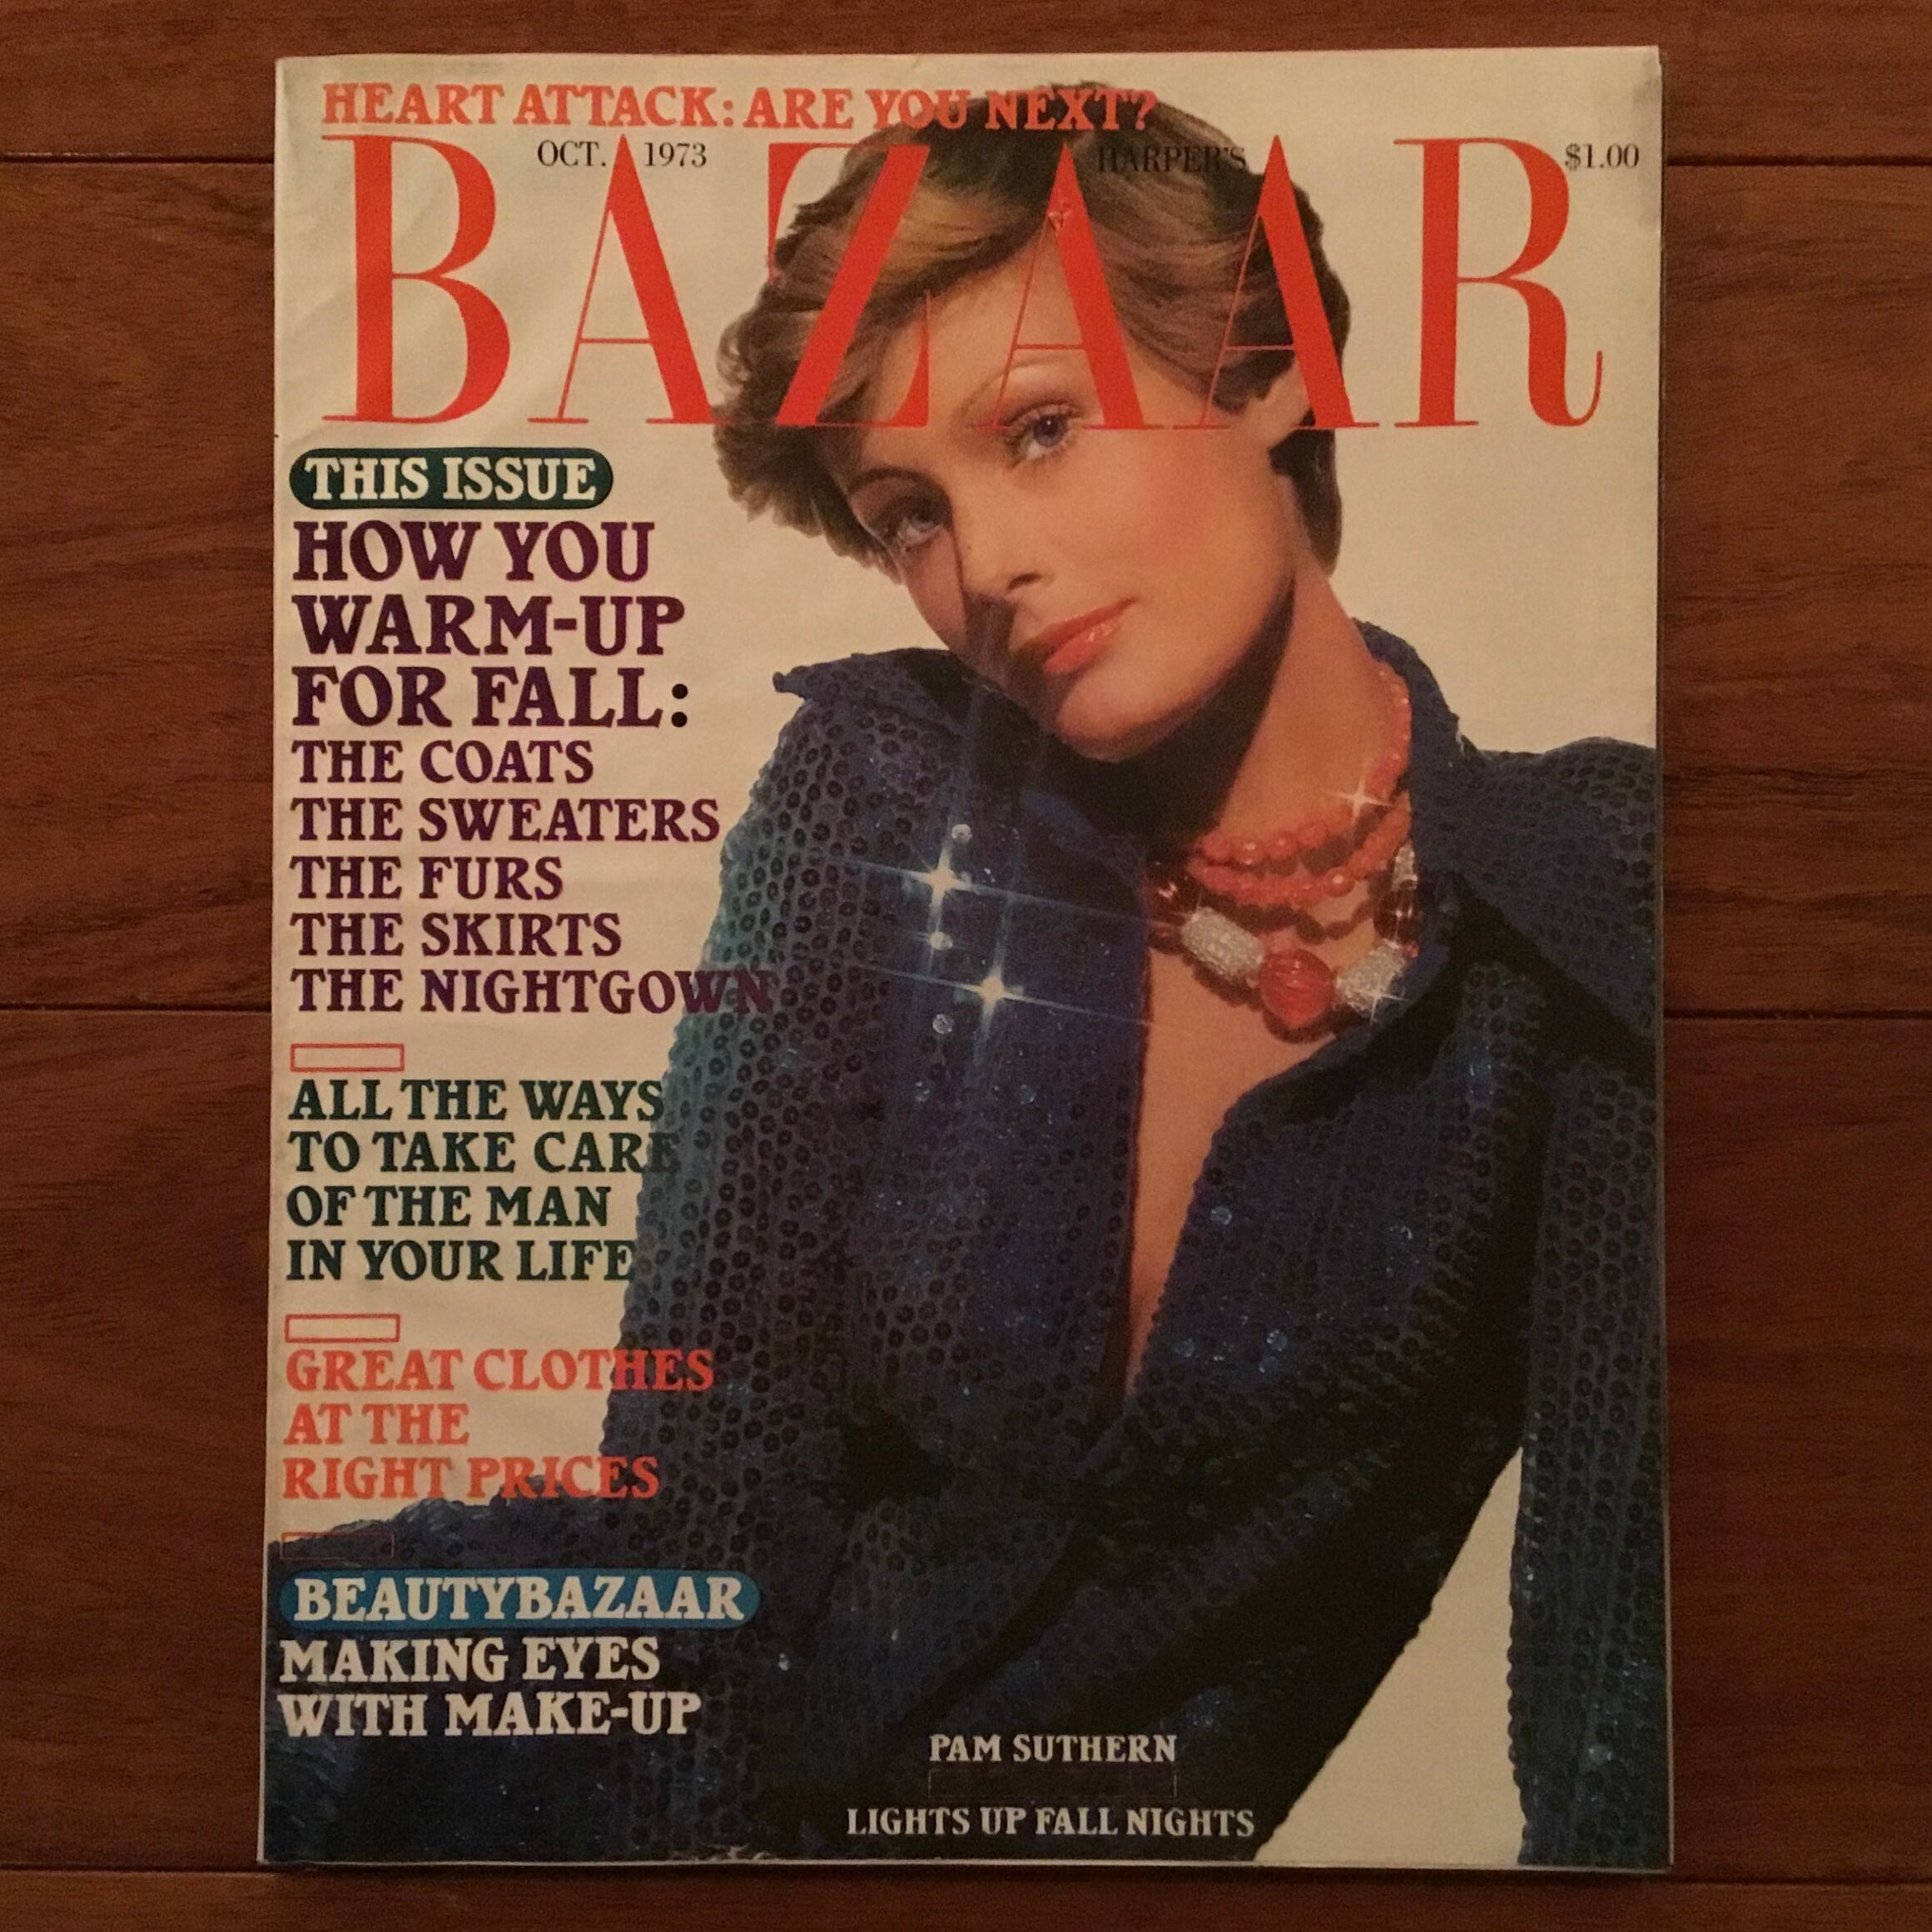 HEART ATTACK: ARE YOU NEXT?
OCT. 1973 HARPER'S $1.00
BAZAAR
THIS ISSUE
HOW YOU
WARM-UP
FOR FALL:
THE COATS
THE SWEATERS
THE FURS
THE SKIRTS
THE NIGHTGOWN
ALL THE WAYS
TO TAKE CARE
OF THE MAN
IN YOUR LIFE
GREAT CLOTHES
AT THE
RIGHT PRICES
BEAUTYBAZAAR
MAKING EYES
WITH MAKE-UP
PAM SUTHERN
LIGHTS UP FALL NIGHTS